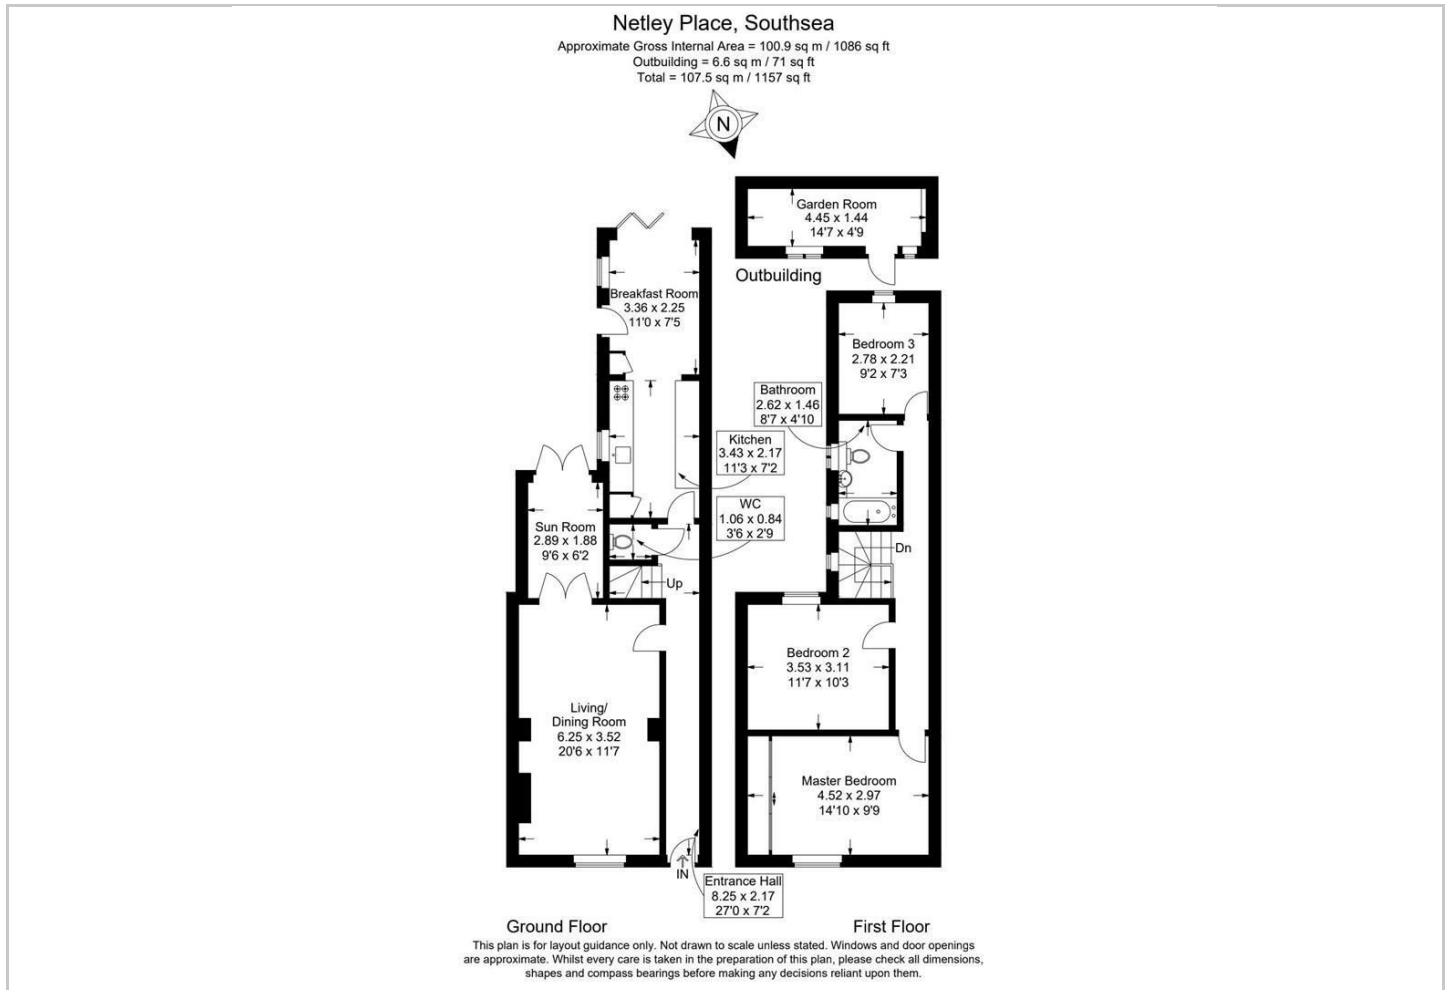 Netley Place, Southsea
Approximate Gross Internal Area = 100.9 sq m / 1086 sq ft
Outbuilding = 6.6 sq m / 71 sq ft
Total = 107.5 sq m / 1157 sq ft
N
Garden Room
4.45 x 1.44
14'7 x 4'9
Outbuilding
Breakfast Room
3.36 x 2.25
11'0 x 7'5
Bedroom 3
2.78 x 2.21
9'2 x 7'3
Bathroom
2.62 x 1.46
8'7 x 4'10
Kitchen
3.43 x 2.17
11'3 x 7'2
WC
1.06 x 0.84
3'6 x 2'9
Sun Room
2.89 x 1.88
9'6 x 6'2
Up
Dn
Bedroom 2
3.53 x 3.11
11'7 x 10'3
Living/
Dining Room
6.25 x 3.52
20'6 x 11'7
Master Bedroom
4.52 x 2.97
14'10 x 9'9
IN
Entrance Hall
8.25 x 2.17
27'0 x 7'2
Ground Floor
First Floor
This plan is for layout guidance only. Not drawn to scale unless stated. Windows and door openings
are approximate. Whilst every care is taken in the preparation of this plan, please check all dimensions,
shapes and compass bearings before making any decisions reliant upon them.